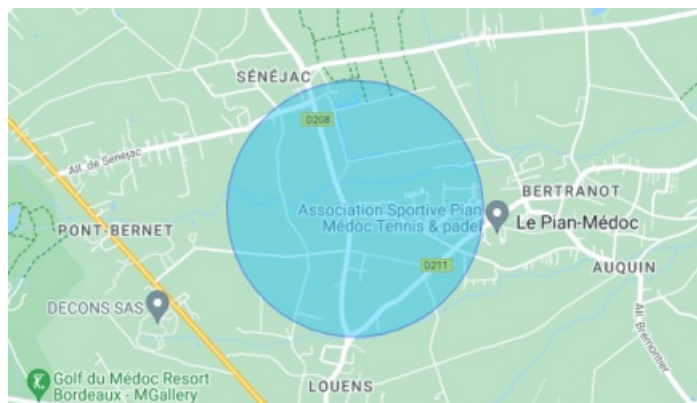 SÉNÉJAC
D208
All. de Sénéjac
BERTRANOT
Association Sportive Pian
Médoc Tennis & padel
Le Pian-Médoc
PONT-BERNET
D211
AUQUIN
DECONS SAS
All. Brémontier
Golf du Médoc Resort
Bordeaux - MGallery
LOUENS